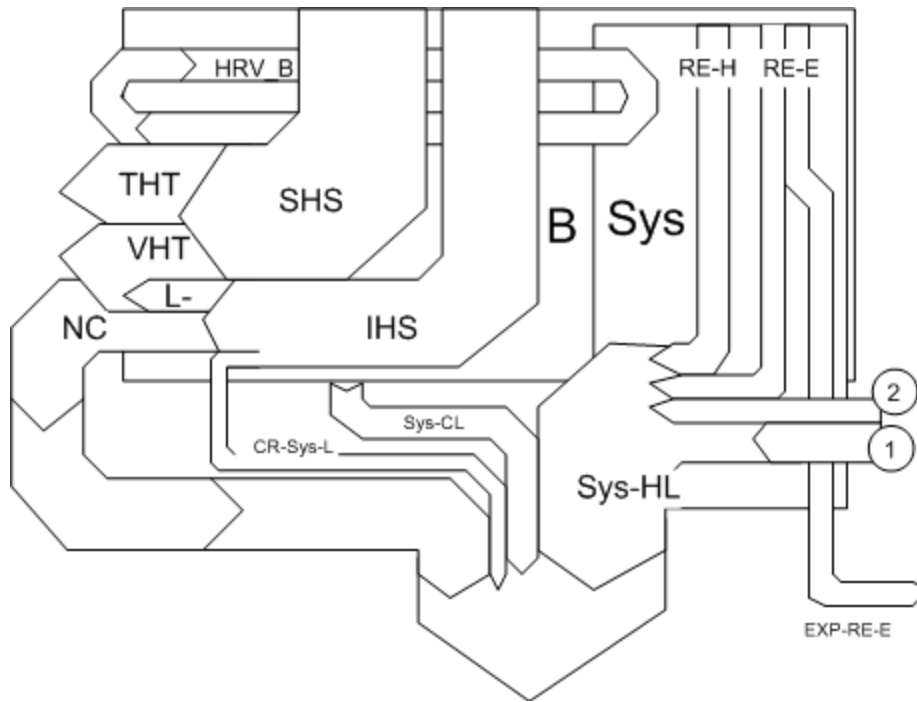 HRV_B
RE-H
RE-E
THT
SHS
B
Sys
VHT
L-
NC
IHS
2
Sys-CL
CR-Sys-L
1
Sys-HL
EXP-RE-E